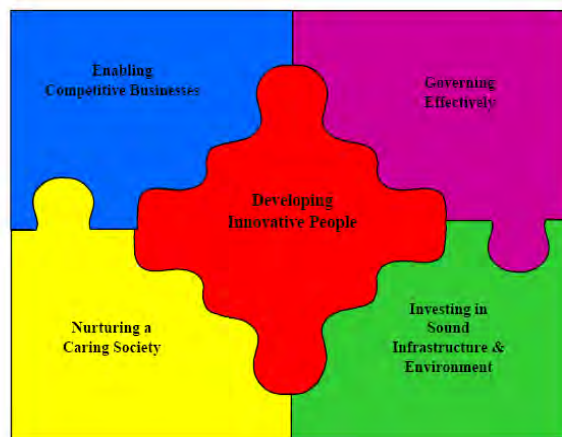 Enabling
Competitive Businesses
Governing
Effectively
Developing
Innovative People
Nurturing a
Caring Society
Investing in
Sound
Infrastructure &
Environment